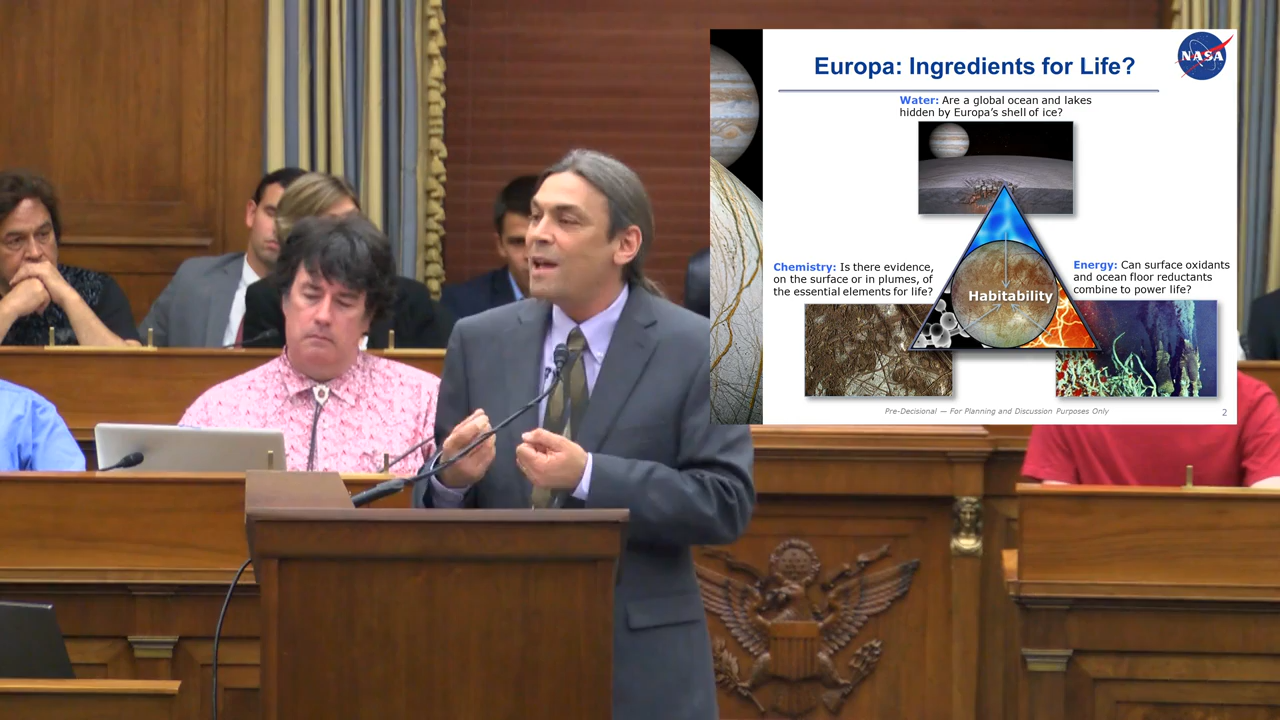 NASA
Europa: Ingredients for Life?
Water: Are a global ocean and lakes
hidden by Europa's shell of ice?
Chemistry: Is there evidence,
on the surface or in plumes, of
the essential elements for life?
Energy: Can surface oxidants
and ocean floor reductants
combine to power life?
Habitability
Pre-Decisional — For Planning and Discussion Purposes Only
2